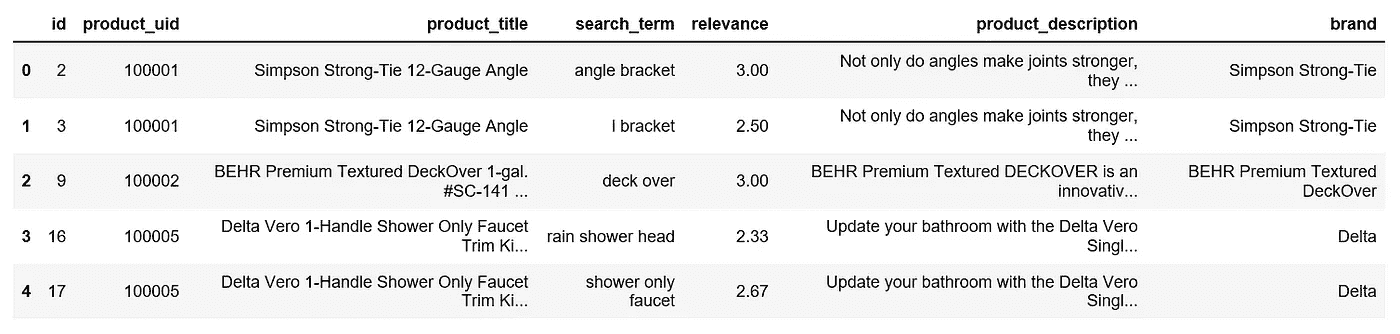 id product_uid product_title search_term relevance product_description brand
0 2 100001 Simpson Strong-Tie 12-Gauge Angle angle bracket 3.00 Not only do angles make joints stronger, they ... Simpson Strong-Tie
1 3 100001 Simpson Strong-Tie 12-Gauge Angle l bracket 2.50 Not only do angles make joints stronger, they ... Simpson Strong-Tie
2 9 100002 BEHR Premium Textured DeckOver 1-gal. #SC-141 ... deck over 3.00 BEHR Premium Textured DECKOVER is an innovativ... BEHR Premium Textured DeckOver
3 16 100005 Delta Vero 1-Handle Shower Only Faucet Trim Ki... rain shower head 2.33 Update your bathroom with the Delta Vero Singl... Delta
4 17 100005 Delta Vero 1-Handle Shower Only Faucet Trim Ki... shower only faucet 2.67 Update your bathroom with the Delta Vero Singl... Delta